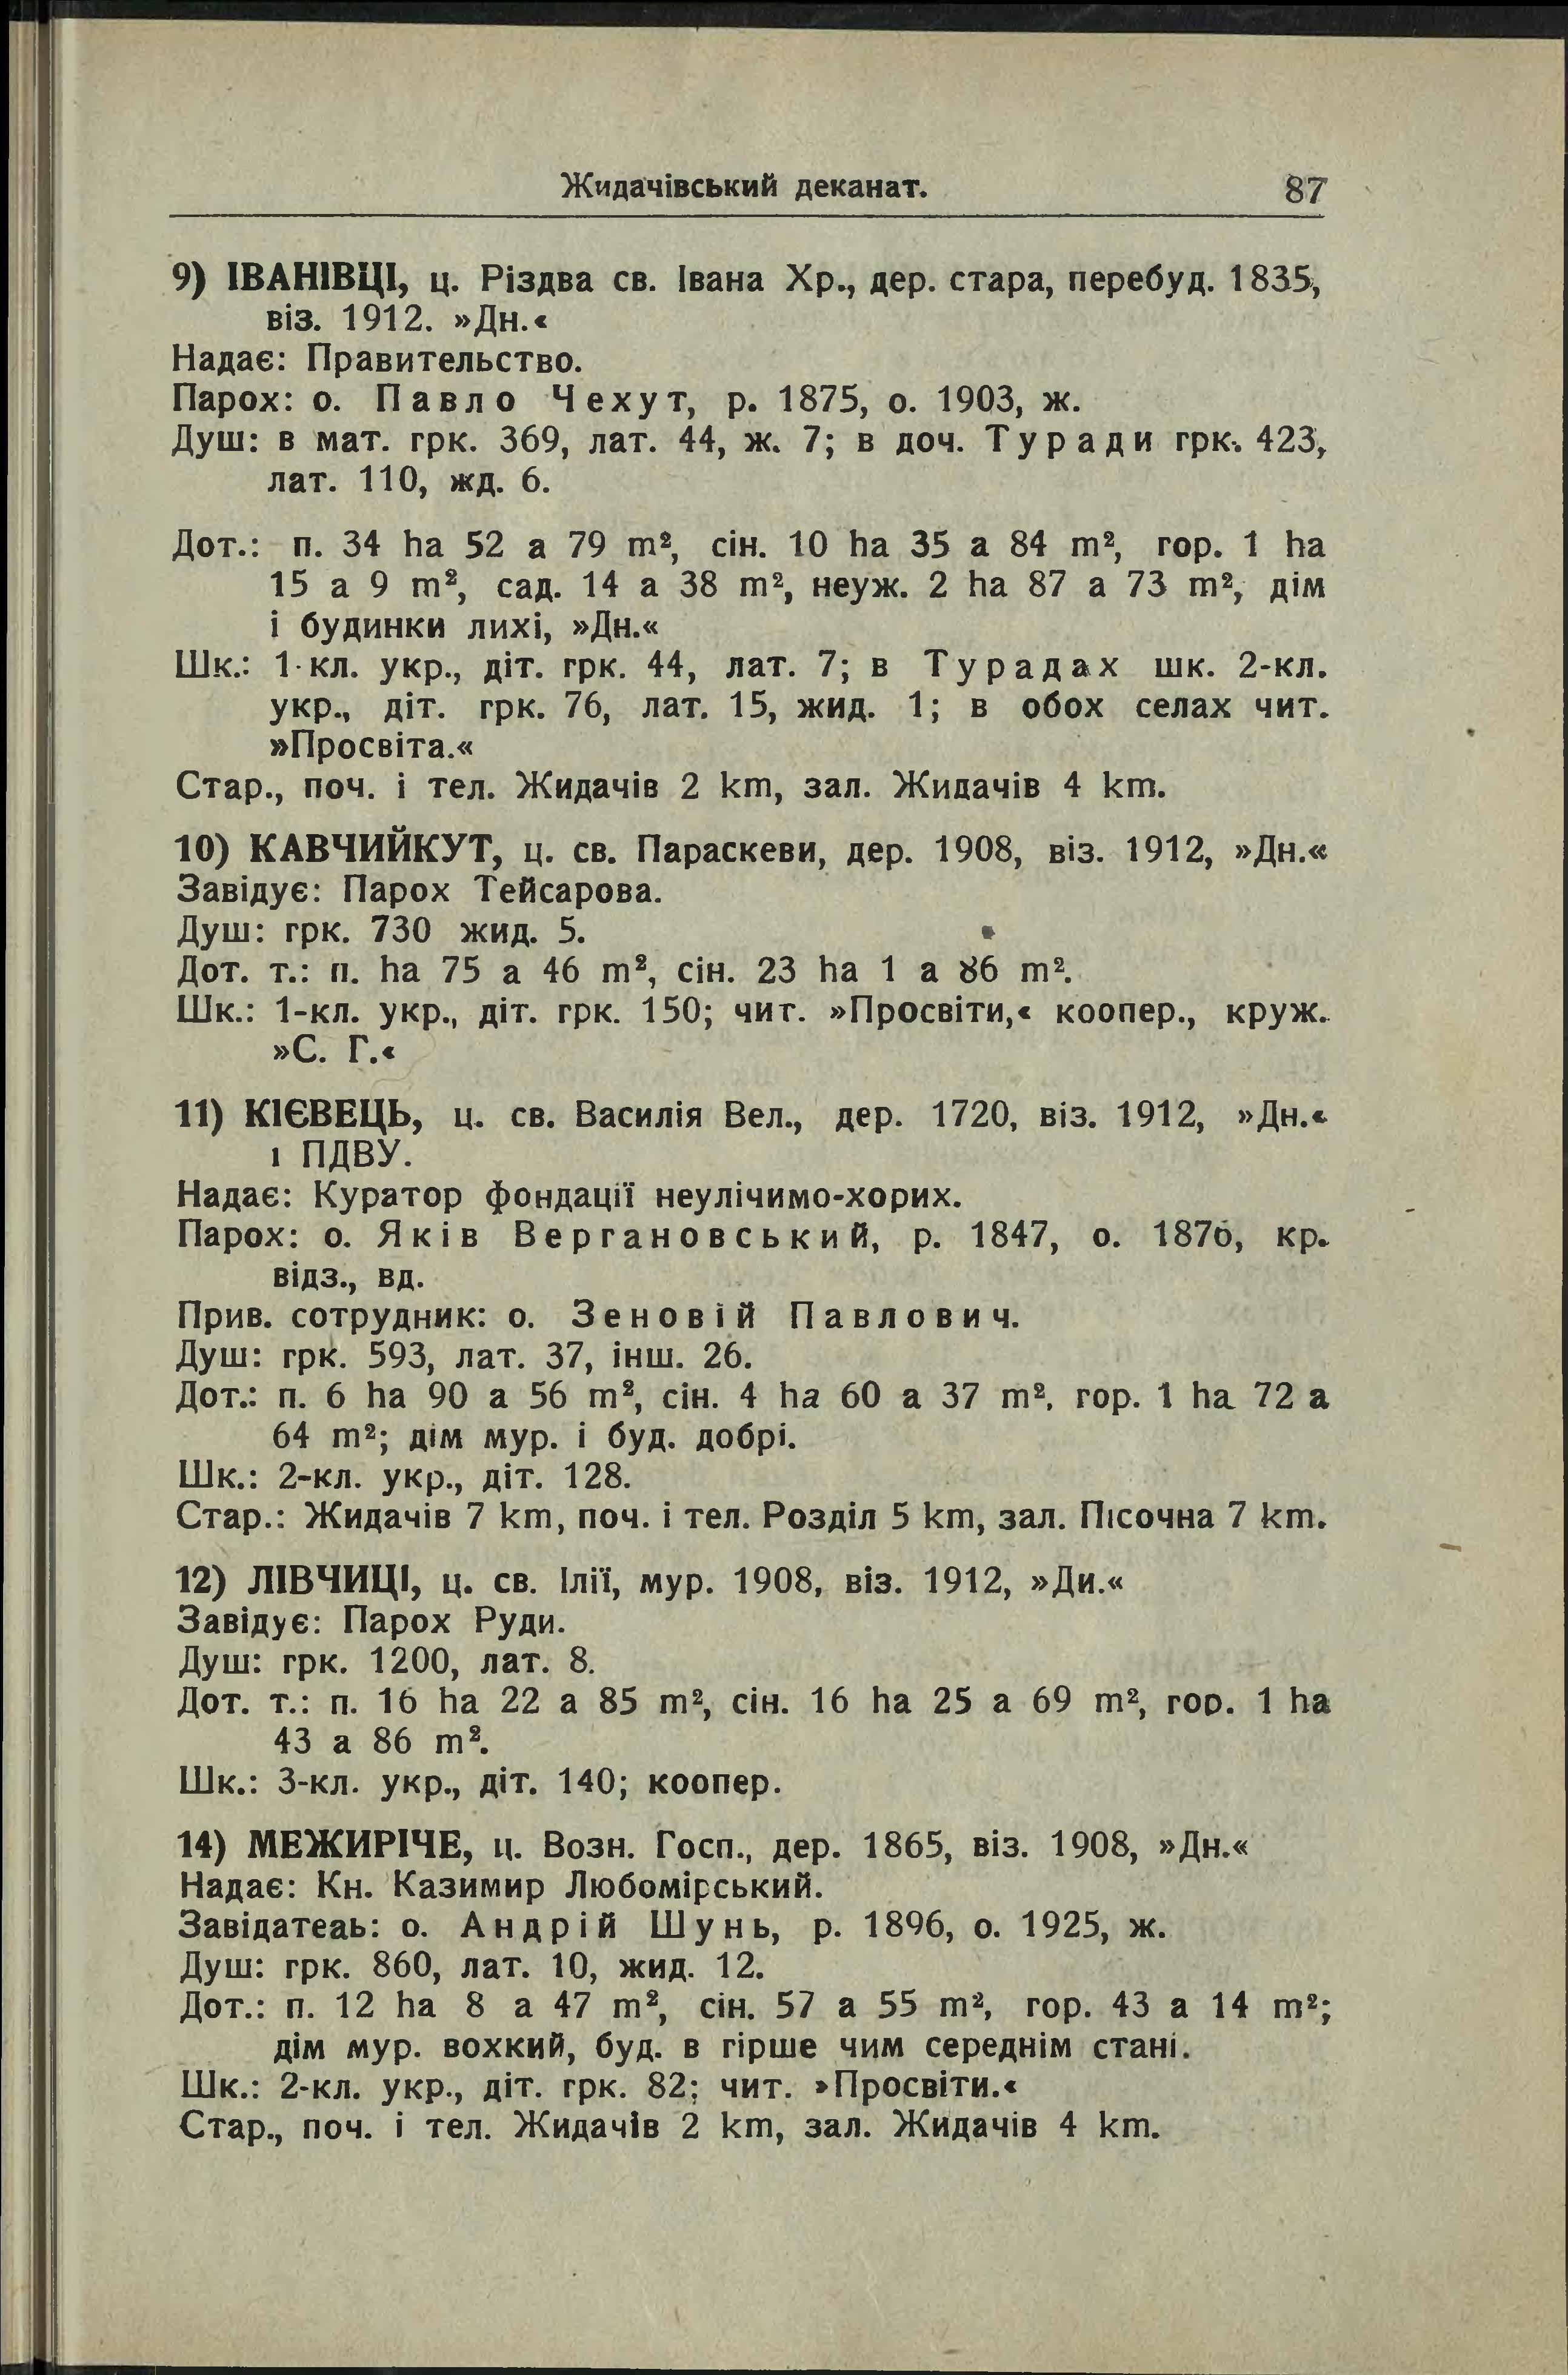 Жидачівський деканат. 87
9) ІВАНІВЦІ, ц. Різдва св. Івана Хр., дер. стара, перебуд. 1835,
віз. 1912. »Дн.«
Надає: Правительство.
Парох: о. Павло Чехут, р. 1875, о. 1903, ж.
Душ: в мат. грк. 369, лат. 44, ж. 7; в доч. Туради грк. 423,
лат. 110, жд. 6.
Дот.: п. 34 ha 52 a 79 m², сін. 10 ha 35 a 84 m², гор. 1 ha
15 a 9 m², сад. 14 a 38 m², неуж. 2 ha 87 a 73 m², дім
і будинки лихі, »Дн.«
Шк.: 1-кл. укр., діт. грк. 44, лат. 7; в Турадах шк. 2-кл.
укр., діт. грк. 76, лат. 15, жид. 1; в обох селах чит.
»Просвіта.«
Стар., поч. і тел. Жидачів 2 km, зал. Жидачів 4 km.
10) КАВЧИЙКУТ, ц. св. Параскеви, дер. 1908, віз. 1912, »Дн.«
Завідує: Парох Тейсарова.
Душ: грк. 730 жид. 5.
Дот. т.: п. ha 75 a 46 m², сін. 23 ha 1 a 86 m².
Шк.: 1-кл. укр., діт. грк. 150; чит. »Просвіти,« коопер., круж.
»С. Г.«
11) КІЄВЕЦЬ, ц. св. Василія Вел., дер. 1720, віз. 1912, »Дн.«
і ПДВУ.
Надає: Куратор фондації неулічимо-хорих.
Парох: о. Яків Вергановський, р. 1847, о. 1876, кр.
відз., вд.
Прив. сотрудник: о. Зеновій Павлович.
Душ: грк. 593, лат. 37, інш. 26.
Дот.: п. 6 ha 90 a 56 m², сін. 4 ha 60 a 37 m², гор. 1 ha 72 a
64 m²; дім мур. і буд. добрі.
Шк.: 2-кл. укр., діт. 128.
Стар.: Жидачів 7 km, поч. і тел. Розділ 5 km, зал. Пісочна 7 km.
12) ЛІВЧИЦІ, ц. св. Ілії, мур. 1908, віз. 1912, »Ди.«
Завідує: Парох Руди.
Душ: грк. 1200, лат. 8.
Дот. т.: п. 16 ha 22 a 85 m², сін. 16 ha 25 a 69 m², гор. 1 ha
43 a 86 m².
Шк.: 3-кл. укр., діт. 140; коопер.
14) МЕЖИРІЧЕ, ц. Возн. Госп., дер. 1865, віз. 1908, »Дн.«
Надає: Кн. Казимир Любомірський.
Завідатеаь: о. Андрій Шунь, р. 1896, о. 1925, ж.
Душ: грк. 860, лат. 10, жид. 12.
Дот.: п. 12 ha 8 a 47 m², сін. 57 a 55 m², гор. 43 a 14 m²;
дім мур. вохкий, буд. в гірше чим середнім стані.
Шк.: 2-кл. укр., діт. грк. 82; чит. »Просвіти.«
Стар., поч. і тел. Жидачів 2 km, зал. Жидачів 4 km.